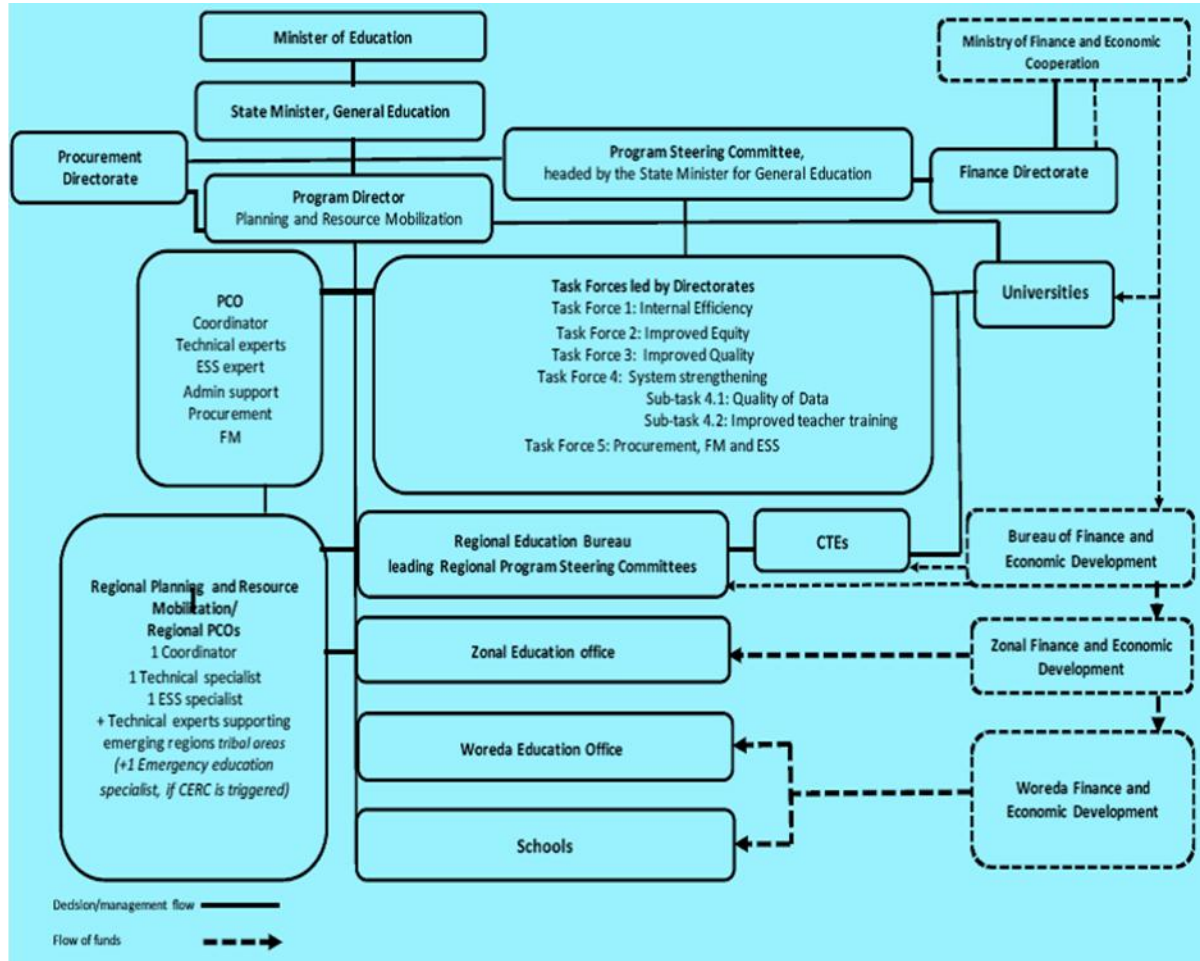 Minister of Education
Ministry of Finance and Economic
Cooperation
State Minister, General Education
Procurement
Directorate
Program Steering Committee,
headed by the State Minister for General Education
Finance Directorate
Program Director
Planning and Resource Mobilization
PCO
Coordinator
Technical experts
ESS expert
Admin support
Procurement
FM
Task Forces led by Directorates
Task Force 1: Internal Efficiency
Task Force 2: Improved Equity
Task Force 3: Improved Quality
Task Force 4: System strengthening
Sub-task 4.1: Quality of Data
Sub-task 4.2: Improved teacher training
Task Force 5: Procurement, FM and ESS
Universities
Regional Planning and Resource
Mobilization/
Regional PCOs
1 Coordinator
1 Technical specialist
1 ESS specialist
+ Technical experts supporting
emerging regions tribal areas
(+1 Emergency education
specialist, if CERC is triggered)
Regional Education Bureau
leading Regional Program Steering Committees
CTEs
Bureau of Finance and
Economic Development
Zonal Education office
Zonal Finance and Economic
Development
Woreda Education Office
Woreda Finance and
Economic Development
Schools
Decision/management flow
Flow of funds